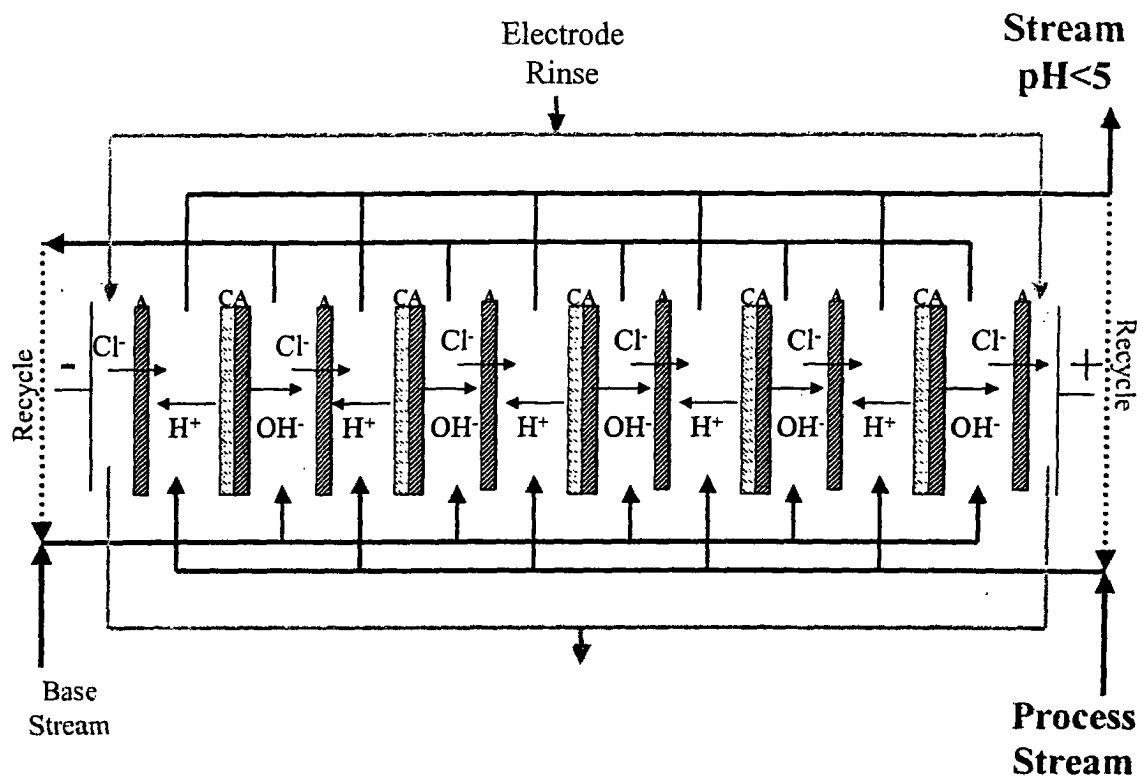 Electrode
Rinse
Stream
pH<5
A
CA
A
CA
A
CA
A
CA
A
CA
A
Cl-
Cl-
Cl-
Cl-
Cl-
Cl-
-
+
H+
OH-
H+
OH-
H+
OH-
H+
OH-
H+
OH-
Recycle
Recycle
Base
Stream
Process
Stream